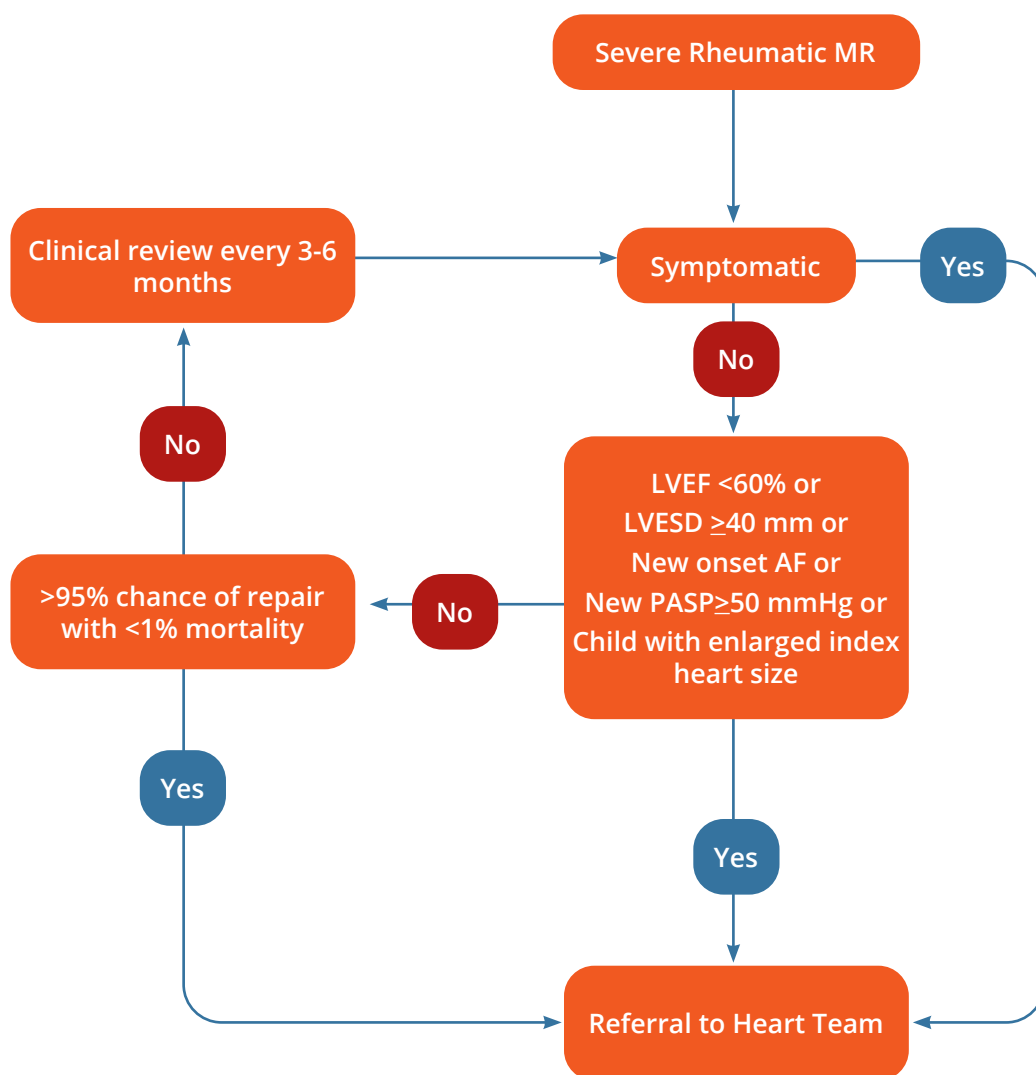 Severe Rheumatic MR
Clinical review every 3-6
months
Symptomatic
Yes
No
No
LVEF <60% or
LVESD ≥40 mm or
New onset AF or
New PASP≥50 mmHg or
Child with enlarged index
heart size
>95% chance of repair
with <1% mortality
No
Yes
Yes
Referral to Heart Team